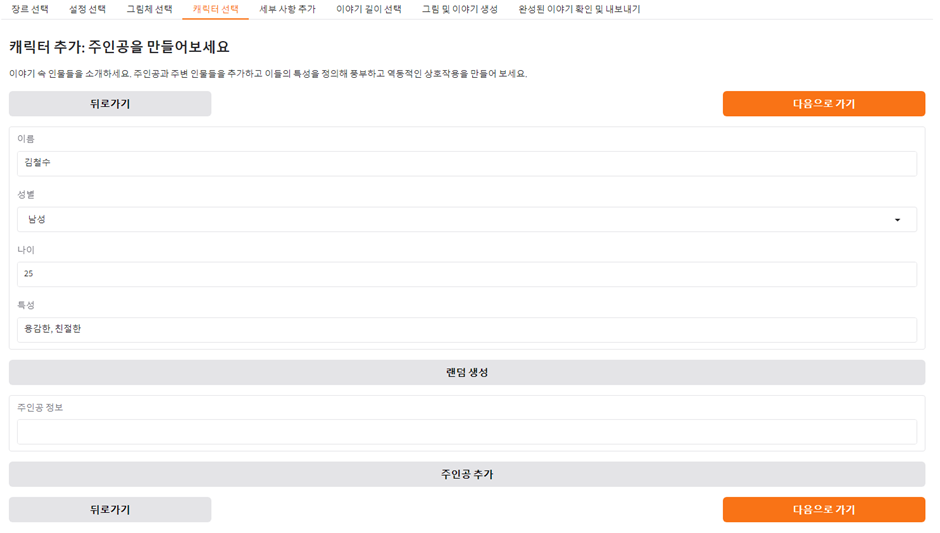 장르 선택 설정 선택 그림체 선택 캐릭터 선택 세부 사항 추가 이야기 길이 선택 그림 및 이야기 생성 완성된 이야기 확인 및 내보내기
캐릭터 추가: 주인공을 만들어보세요
이야기 속 인물들을 소개하세요. 주인공과 주변 인물들을 추가하고 이들의 특성을 정의해 풍부하고 역동적인 상호작용을 만들어 보세요.
뒤로가기 다음으로 가기
이름
김철수
성별
남성
나이
25
특성
용감한, 친절한
랜덤 생성
주인공 정보
주인공 추가
뒤로가기 다음으로 가기